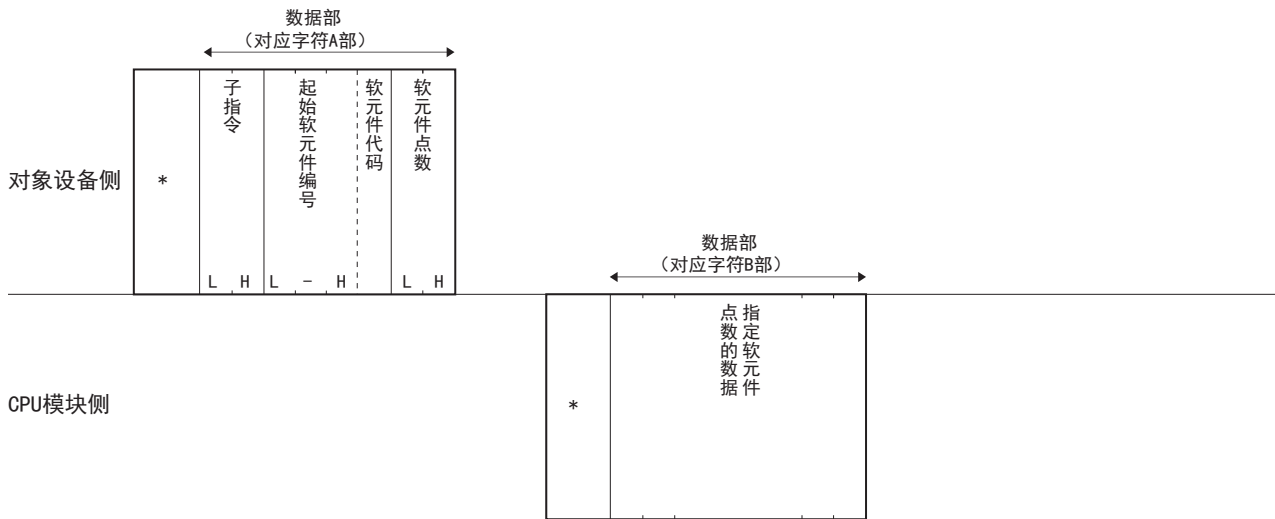 数据部
（对应字符A部）
子指令
起始软元件编号
软元件代码
软元件点数
对象设备侧
*
L H L - H L H
数据部
（对应字符B部）
指定软元件
点数的数据
CPU模块侧
*